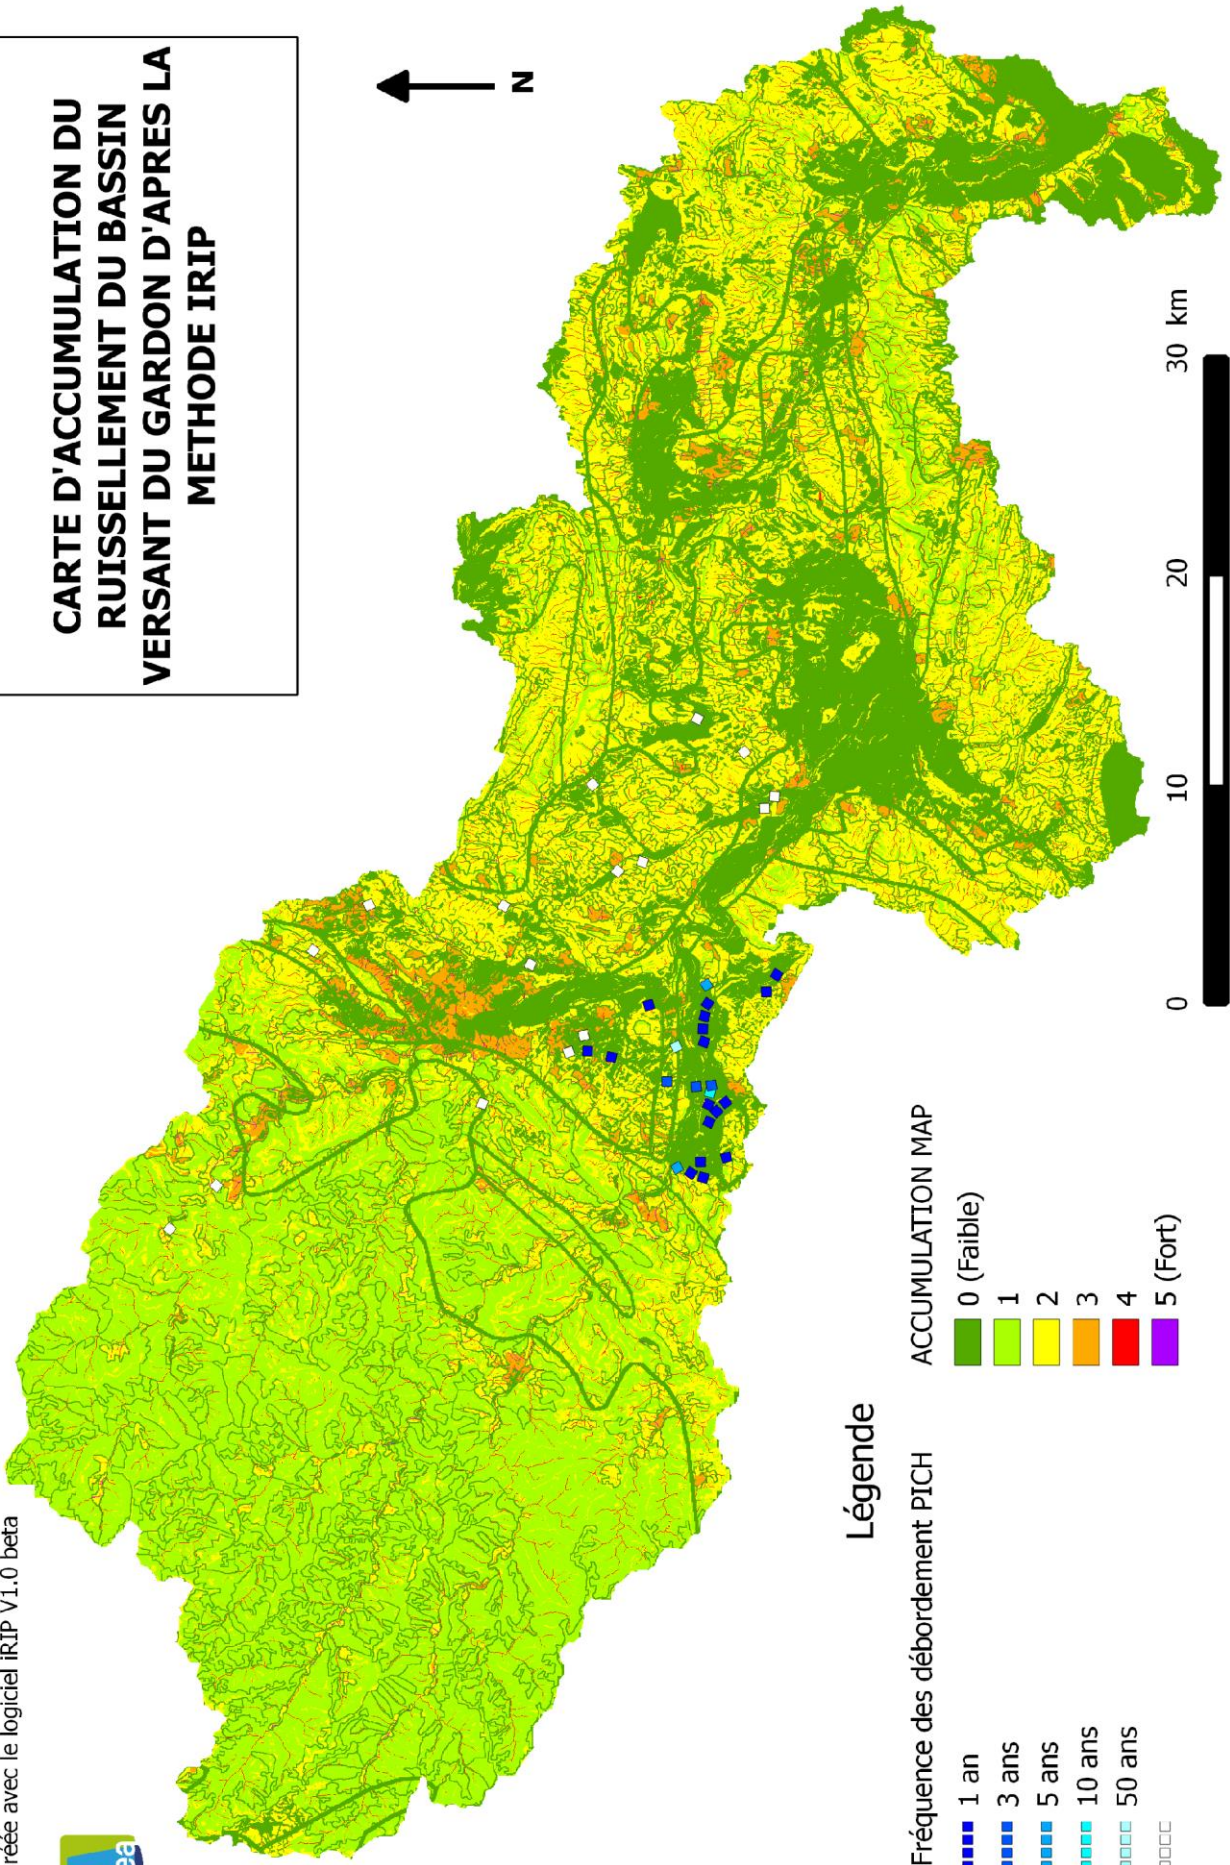 CARTE D'ACCUMULATION DU
RUISSELLEMENT DU BASSIN
VERSANT DU GARDON D'APRES LA
METHODE IRIP
N
réée avec le logiciel iRIP V1.0 beta
ea
Légende
Fréquence des débordement PICH
1 an
3 ans
5 ans
10 ans
50 ans
ACCUMULATION MAP
0 (Faible)
1
2
3
4
5 (Fort)
0 10 20 30 km